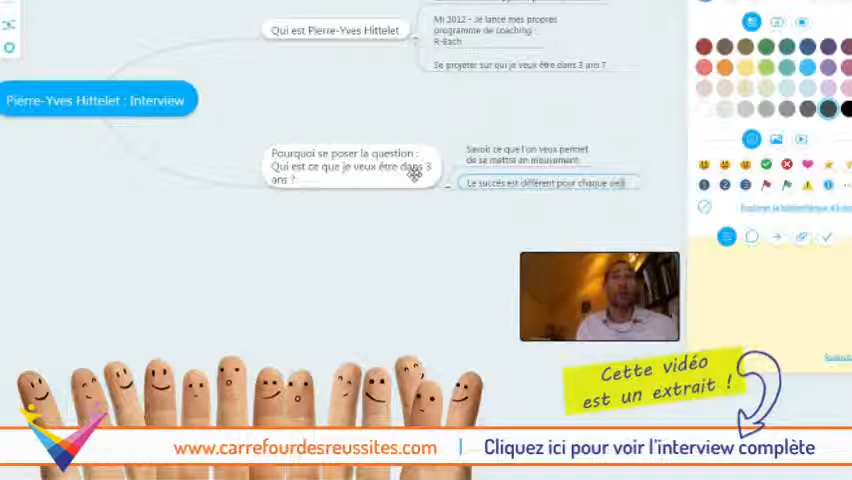 Qui est Pierre-Yves Hittelet
Mi 2012 - Je lance mes propres
programme de coaching :
R-Each
Se projeter sur qui je veux être dans 3 ans ?
Pierre-Yves Hittelet : Interview
Pourquoi se poser la question :
Qui est ce que je veux être dans 3
ans ?
Savoir ce que l'on veux permet
de se mettre en mouvement
Le succès est différent pour chaque
Cette vidéo
est un extrait !
www.carrefourdesreussites.com | Cliquez ici pour voir l'interview complète